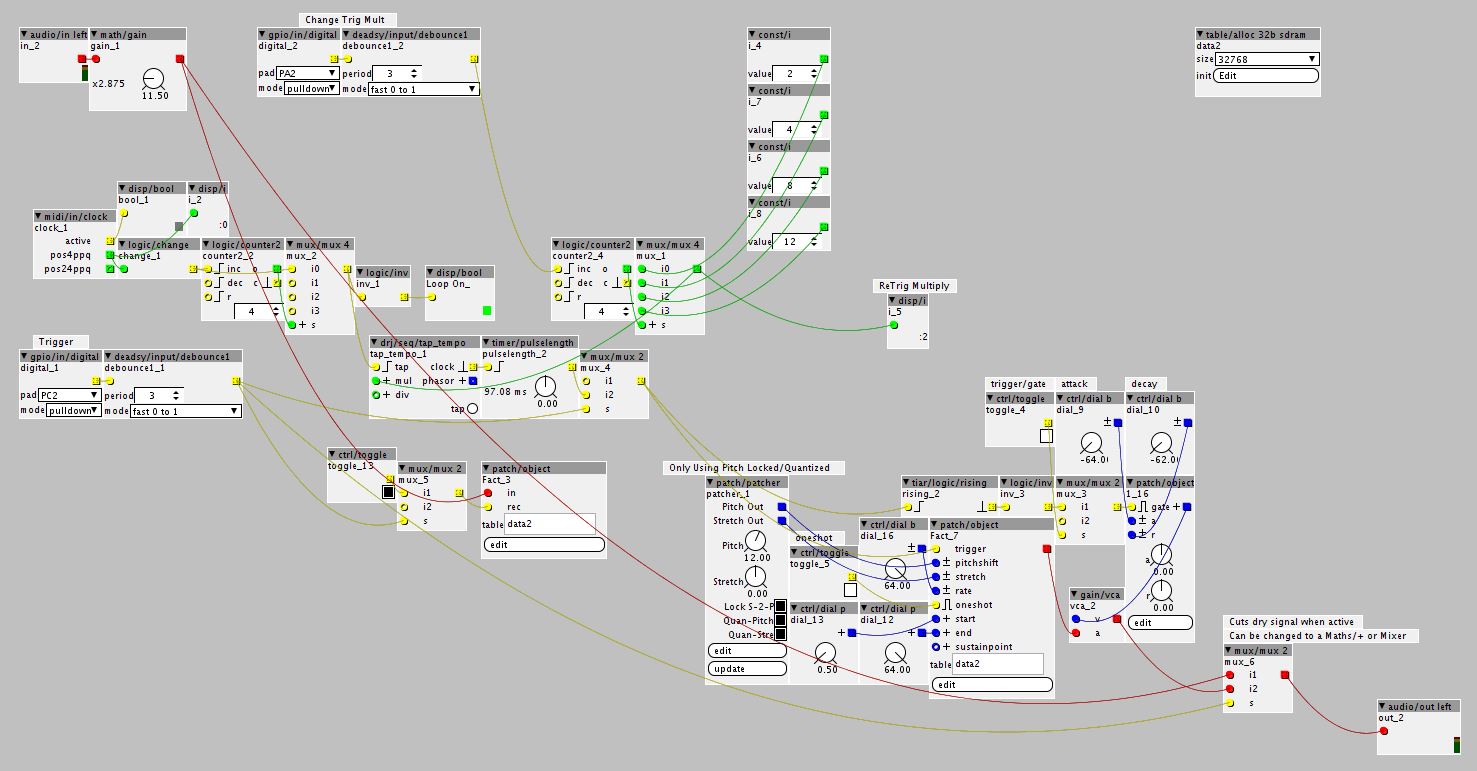 Change Trig Mult
audio/in left
in_2
math/gain
gain_1
x2.875
11.50
gpio/in/digital
digital_2
pad PA2
mode pulldown
deadsy/input/debounce1
debounce1_2
period 3
mode fast 0 to 1
const/i
i_4
value 2
const/i
i_7
value 4
const/i
i_6
value 8
const/i
i_8
value 12
table/alloc 32b sdram
data2
size 32768
init Edit
disp/bool
bool_1
disp/i
i_2
:0
midi/in/clock
clock_1
active
pos4ppq
pos24ppq
logic/change
change_1
logic/counter2
counter2_2
inc o
dec c
r
4
mux/mux 4
mux_2
i0
i1
i2
i3
s
logic/inv
inv_1
disp/bool
Loop On_
logic/counter2
counter2_4
inc o
dec c
r
4
mux/mux 4
mux_1
i0
i1
i2
i3
s
ReTrig Multiply
disp/i
i_5
:2
Trigger
gpio/in/digital
digital_1
pad PC2
mode pulldown
deadsy/input/debounce1
debounce1_1
period 3
mode fast 0 to 1
drj/seq/tap_tempo
tap_tempo_1
tap clock
mul phasor
div
tap
timer/pulselength
pulselength_2
97.08 ms
0.00
mux/mux 2
mux_4
i1
i2
s
trigger/gate
attack
decay
ctrl/toggle
toggle_4
ctrl/dial b
dial_9
-64.0
ctrl/dial b
dial_10
-62.0
ctrl/toggle
toggle_13
mux/mux 2
mux_5
i1
i2
s
patch/object
Fact_3
in
rec
table data2
edit
Only Using Pitch Locked/Quantized
patch/patcher
patcher_1
Pitch Out
Stretch Out
Pitch
12.00
Stretch
0.00
Lock S-2-P
Quan-Pitch
Quan-Stre
edit
update
oneshot
ctrl/toggle
toggle_5
ctrl/dial b
dial_16
64.00
ctrl/dial p
dial_13
0.50
ctrl/dial p
dial_12
64.00
tiar/logic/rising
rising_2
logic/inv
inv_3
mux/mux 2
mux_3
i1
i2
s
patch/object
1_16
gate
a
r
a
0.00
r
0.00
edit
patch/object
Fact_7
trigger
pitchshift
stretch
rate
oneshot
start
end
sustainpoint
table data2
edit
gain/vca
vca_2
v
a
Cuts dry signal when active
Can be changed to a Maths/+ or Mixer
mux/mux 2
mux_6
i1
i2
s
audio/out left
out_2